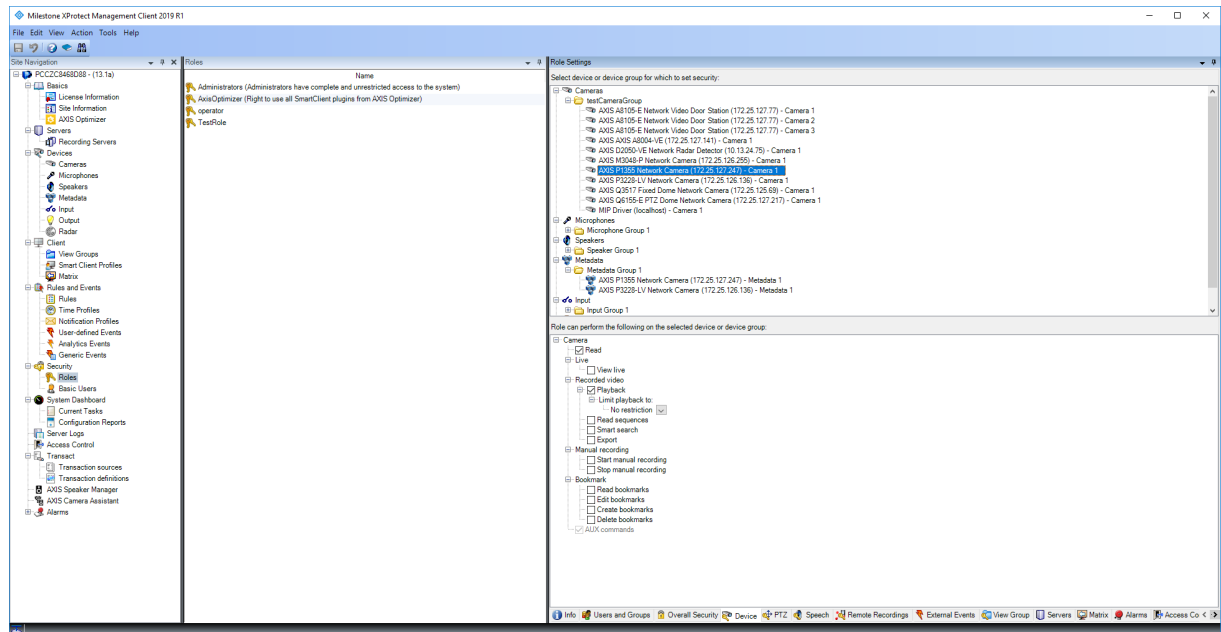 Milestone XProtect Management Client 2019 R1
File Edit View Action Tools Help
Site Navigation
PCCZC8468D88 - (13.1a)
Basics
License Information
Site Information
AXIS Optimizer
Servers
Recording Servers
Devices
Cameras
Microphones
Speakers
Metadata
Input
Output
Radar
Client
View Groups
Smart Client Profiles
Matrix
Rules and Events
Rules
Time Profiles
Notification Profiles
User-defined Events
Analytics Events
Generic Events
Security
Roles
Basic Users
System Dashboard
Current Tasks
Configuration Reports
Server Logs
Access Control
Transact
Transaction sources
Transaction definitions
AXIS Speaker Manager
AXIS Camera Assistant
Alarms
Roles
Name
Administrators (Administrators have complete and unrestricted access to the system)
AxisOptimizer (Right to use all SmartClient plugins from AXIS Optimizer)
operator
TestRole
Role Settings
Select device or device group for which to set security:
Cameras
testCameraGroup
AXIS A8105-E Network Video Door Station (172.25.127.77) - Camera 1
AXIS A8105-E Network Video Door Station (172.25.127.77) - Camera 2
AXIS A8105-E Network Video Door Station (172.25.127.77) - Camera 3
AXIS AXIS A8004-VE (172.25.127.141) - Camera 1
AXIS D2050-VE Network Radar Detector (10.13.24.75) - Camera 1
AXIS M3048-P Network Camera (172.25.126.255) - Camera 1
AXIS P1355 Network Camera (172.25.127.247) - Camera 1
AXIS P3228-LV Network Camera (172.25.126.136) - Camera 1
AXIS Q3517 Fixed Dome Network Camera (172.25.125.69) - Camera 1
AXIS Q6155-E PTZ Dome Network Camera (172.25.127.217) - Camera 1
MIP Driver (localhost) - Camera 1
Microphones
Microphone Group 1
Speakers
Speaker Group 1
Metadata
Metadata Group 1
AXIS P1355 Network Camera (172.25.127.247) - Metadata 1
AXIS P3228-LV Network Camera (172.25.126.136) - Metadata 1
Input
Input Group 1
Role can perform the following on the selected device or device group:
Camera
Read
Live
View live
Recorded video
Playback
Limit playback to:
No restriction
Read sequences
Smart search
Export
Manual recording
Start manual recording
Stop manual recording
Bookmark
Read bookmarks
Edit bookmarks
Create bookmarks
Delete bookmarks
AUX commands
Info Users and Groups Overall Security Device PTZ Speech Remote Recordings External Events View Group Servers Matrix Alarms Access Co